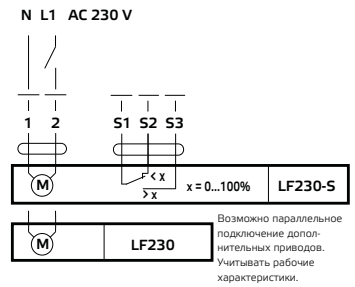 N L1 AC 230 V
1 2 S1 S2 S3
M < x
> x x = 0...100% LF230-S
M LF230
Возможно параллельное
подключение допол-
нительных приводов.
Учитывать рабочие
характеристики.